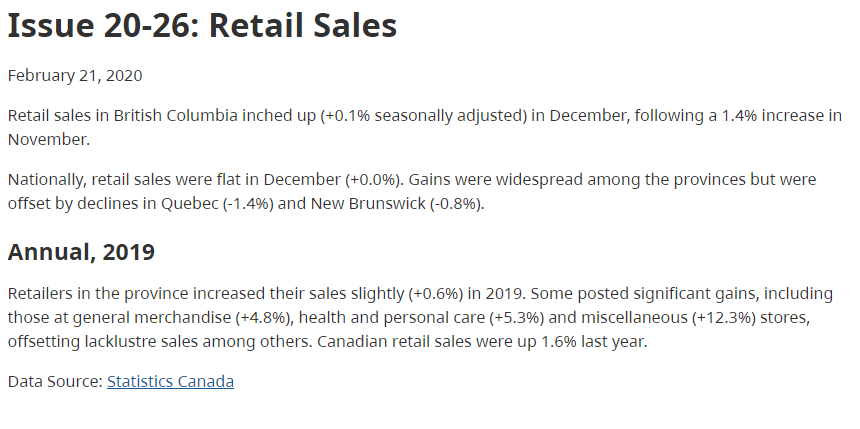 Issue 20-26: Retail Sales
February 21, 2020
Retail sales in British Columbia inched up (+0.1% seasonally adjusted) in December, following a 1.4% increase in
November.
Nationally, retail sales were flat in December (+0.0%). Gains were widespread among the provinces but were
offset by declines in Quebec (-1.4%) and New Brunswick (-0.8%).
Annual, 2019
Retailers in the province increased their sales slightly (+0.6%) in 2019. Some posted significant gains, including
those at general merchandise (+4.8%), health and personal care (+5.3%) and miscellaneous (+12.3%) stores,
offsetting lacklustre sales among others. Canadian retail sales were up 1.6% last year.
Data Source: Statistics Canada